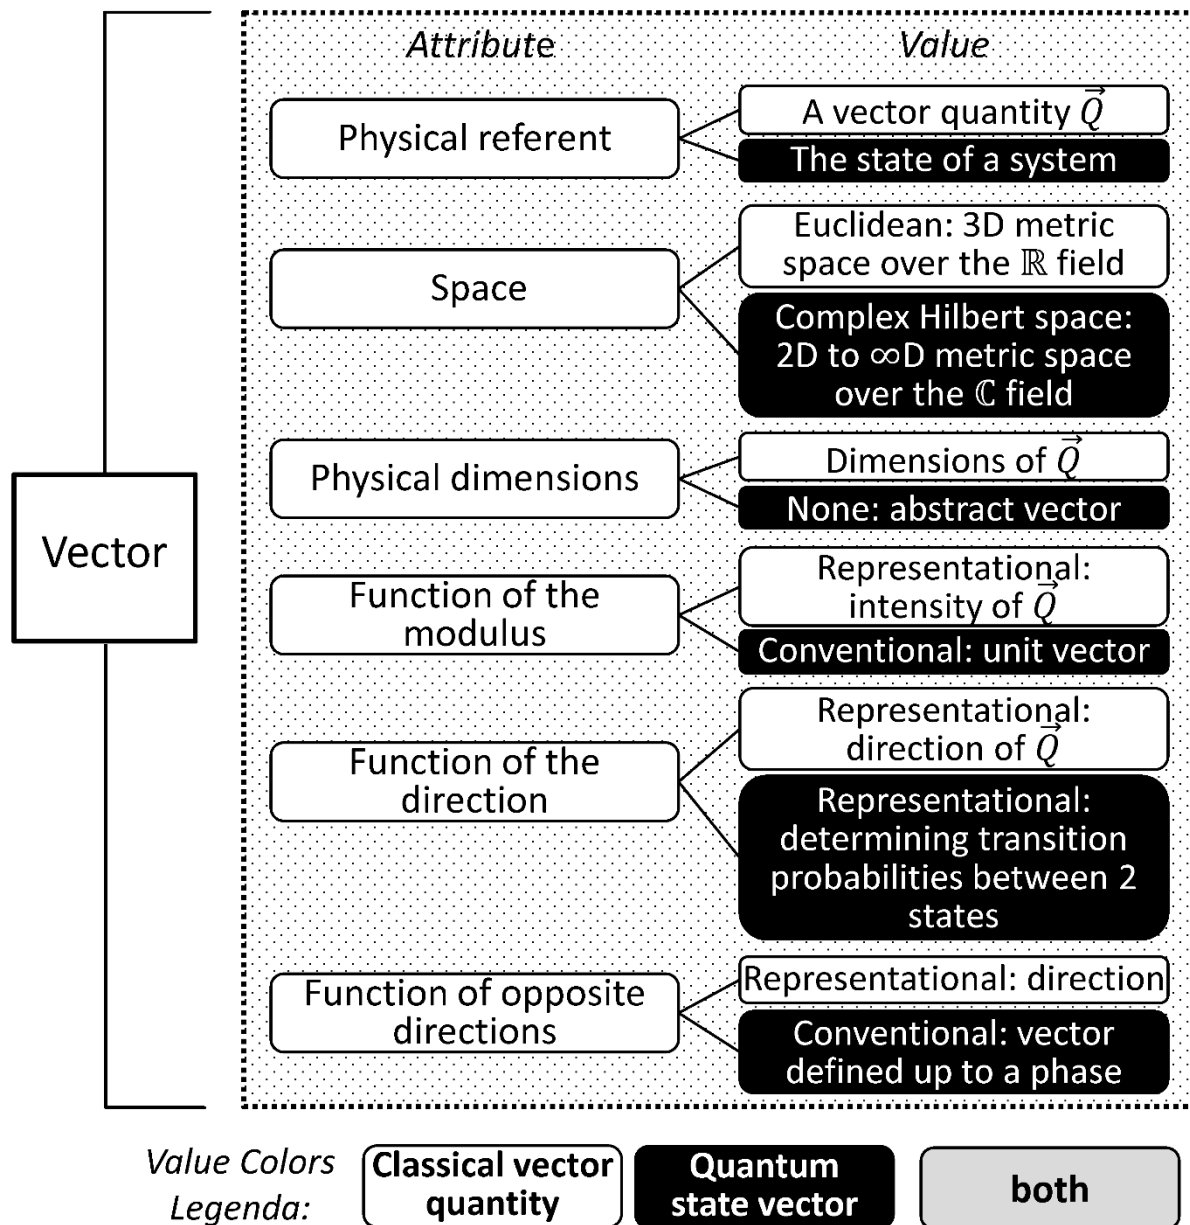 Attribute
Value
Physical referent
A vector quantity Q⃗
The state of a system
Space
Euclidean: 3D metric
space over the ℝ field
Complex Hilbert space:
2D to ∞D metric space
over the ℂ field
Vector
Physical dimensions
Dimensions of Q⃗
None: abstract vector
Function of the
modulus
Representational:
intensity of Q⃗
Conventional: unit vector
Function of the
direction
Representational:
direction of Q⃗
Representational:
determining transition
probabilities between 2
states
Function of opposite
directions
Representational: direction
Conventional: vector
defined up to a phase
Value Colors
Legenda:
Classical vector
quantity
Quantum
state vector
both